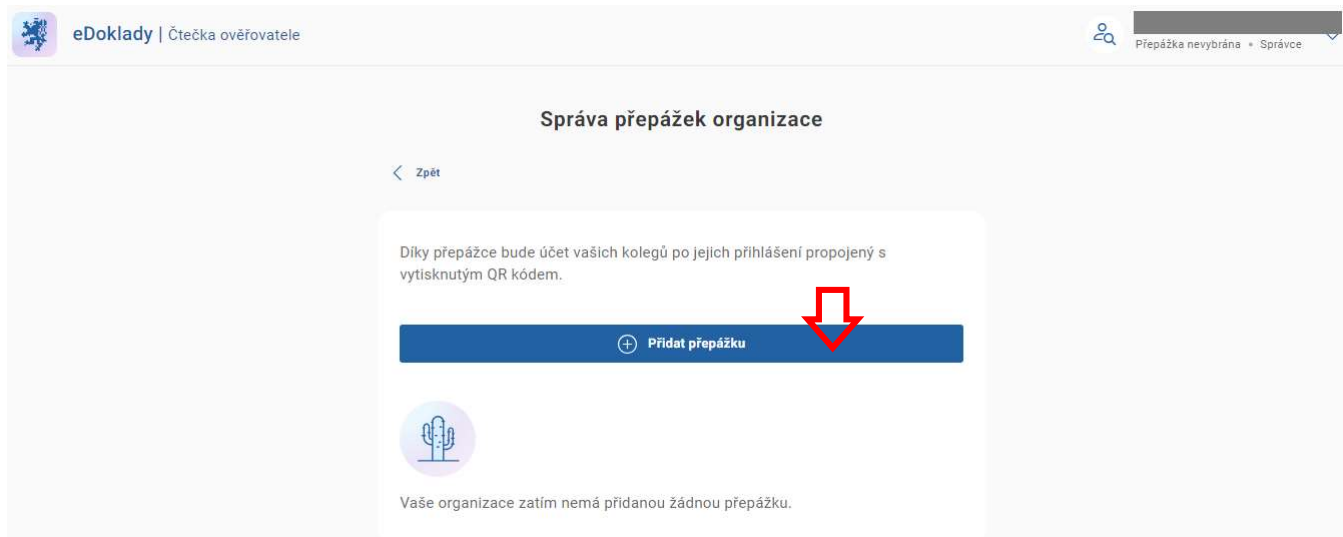 eDoklady | Čtečka ověřovatele
Přepážka nevybrána • Správce
Správa přepážek organizace
Zpět
Díky přepážce bude účet vašich kolegů po jejich přihlášení propojený s
vytisknutým QR kódem.
Přidat přepážku
Vaše organizace zatím nemá přidanou žádnou přepážku.